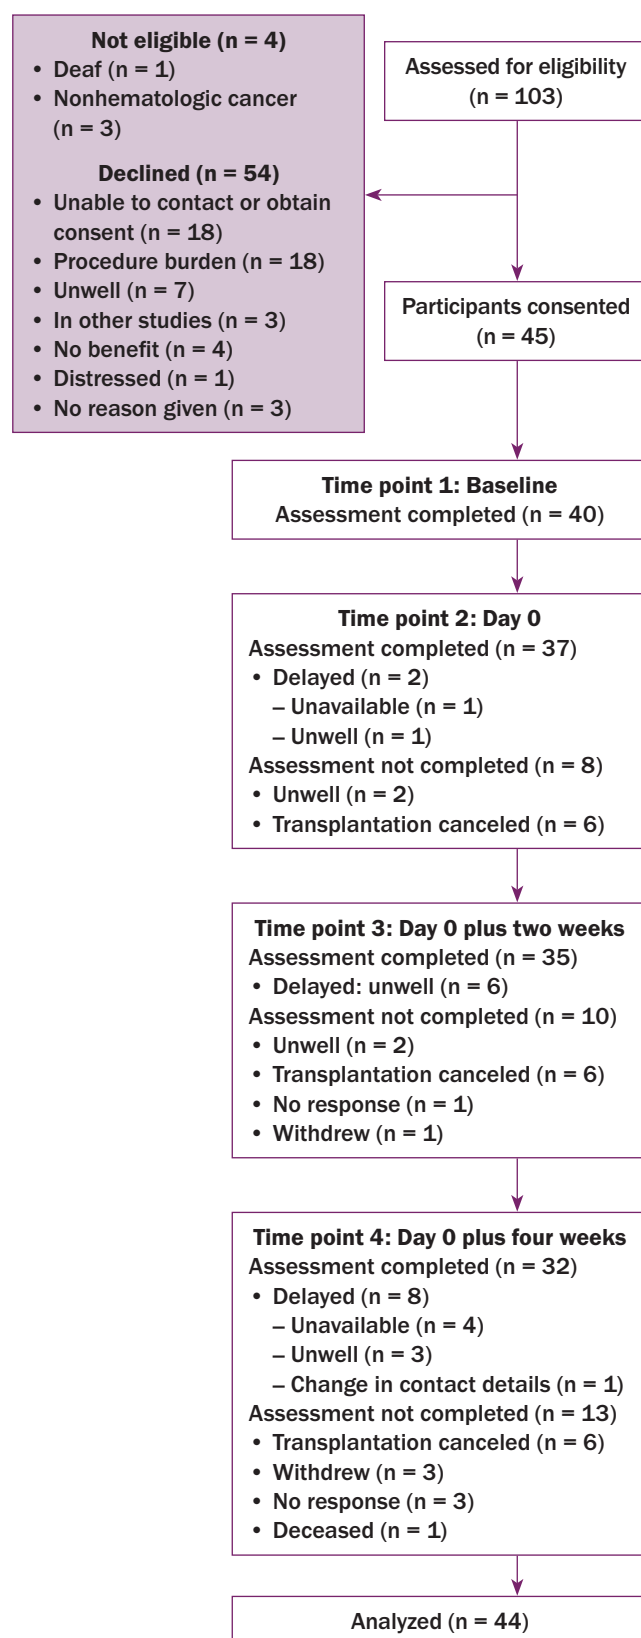 Not eligible (n = 4)
• Deaf (n = 1)
• Nonhematologic cancer
(n = 3)
Declined (n = 54)
• Unable to contact or obtain
consent (n = 18)
• Procedure burden (n = 18)
• Unwell (n = 7)
• In other studies (n = 3)
• No benefit (n = 4)
• Distressed (n = 1)
• No reason given (n = 3)
Assessed for eligibility
(n = 103)
Participants consented
(n = 45)
Time point 1: Baseline
Assessment completed (n = 40)
Time point 2: Day 0
Assessment completed (n = 37)
• Delayed (n = 2)
– Unavailable (n = 1)
– Unwell (n = 1)
Assessment not completed (n = 8)
• Unwell (n = 2)
• Transplantation canceled (n = 6)
Time point 3: Day 0 plus two weeks
Assessment completed (n = 35)
• Delayed: unwell (n = 6)
Assessment not completed (n = 10)
• Unwell (n = 2)
• Transplantation canceled (n = 6)
• No response (n = 1)
• Withdrew (n = 1)
Time point 4: Day 0 plus four weeks
Assessment completed (n = 32)
• Delayed (n = 8)
– Unavailable (n = 4)
– Unwell (n = 3)
– Change in contact details (n = 1)
Assessment not completed (n = 13)
• Transplantation canceled (n = 6)
• Withdrew (n = 3)
• No response (n = 3)
• Deceased (n = 1)
Analyzed (n = 44)